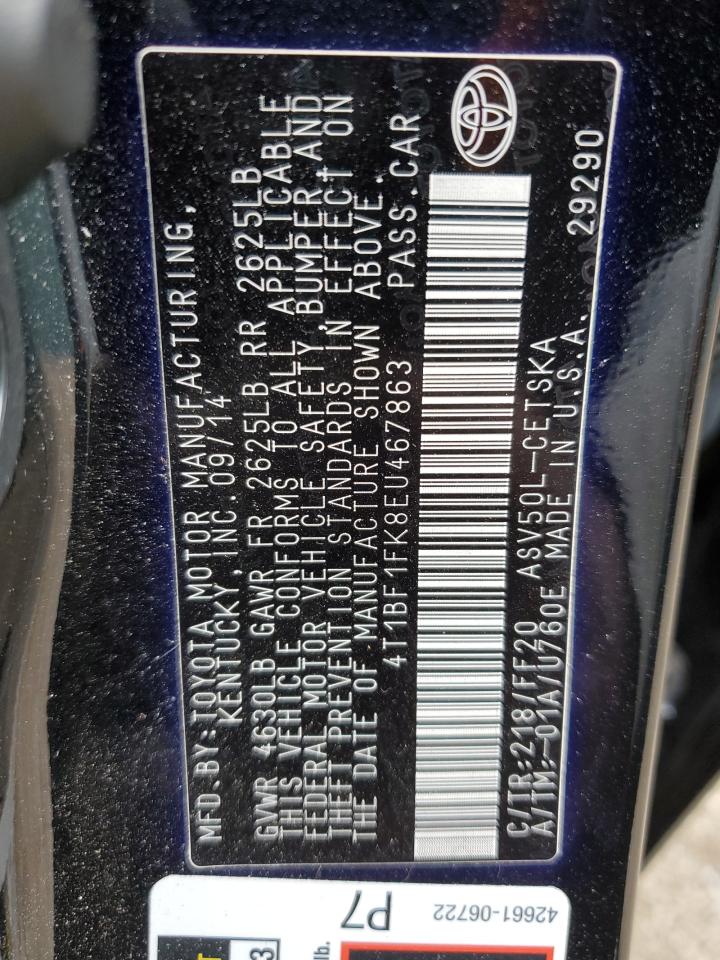 MFD.BY:TOYOTA MOTOR MANUFACTURING,
KENTUCKY, INC.09/14
GVWR 4630LB GAWR FR 2625LB RR 2625LB
THIS VEHICLE CONFORMS TO ALL APPLICABLE
FEDERAL MOTOR VEHICLE SAFETY,BUMPER AND
THEFT PREVENTION STANDARDS IN EFFECT ON
THE DATE OF MANUFACTURE SHOWN ABOVE.
4T1BF1FK8EU467863 PASS.CAR
C/TR:218/FF20 ASV50L-CETSKA
A/TM:-01A/U760E MADE IN U.S.A. 29290
42661-06722
P7
lb.
3